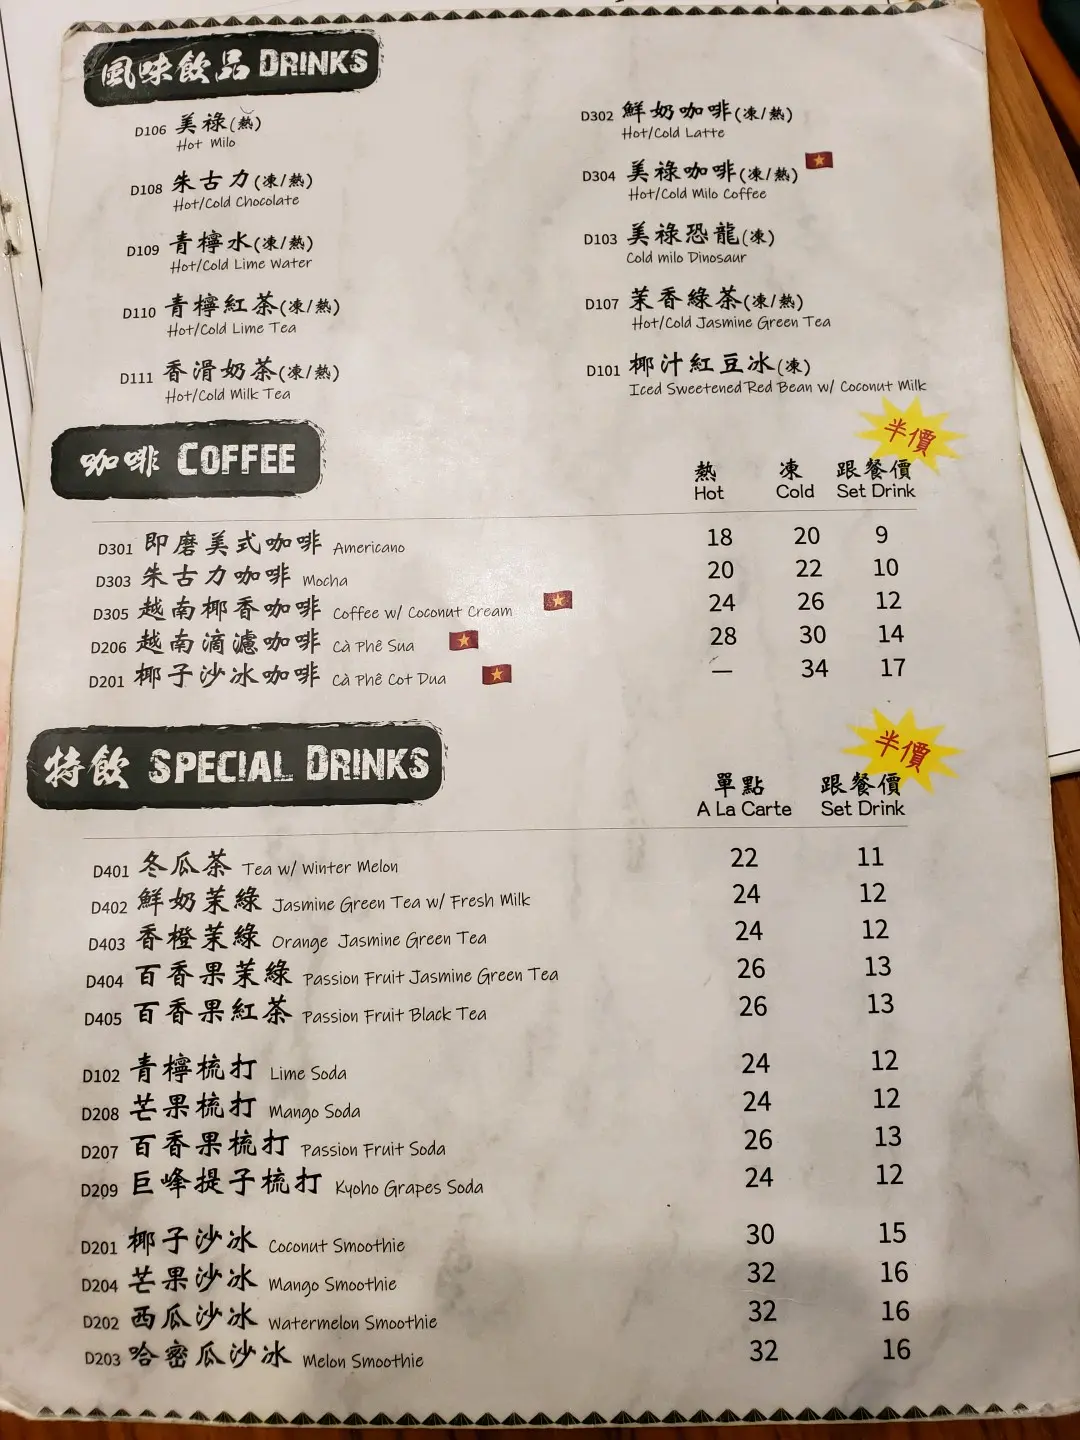 風味飲品 DRINKS
D106 美祿(熱)
Hot Milo
D108 朱古力(凍/熱)
Hot/Cold Chocolate
D109 青檸水(凍/熱)
Hot/Cold Lime Water
D110 青檸紅茶(凍/熱)
Hot/Cold Lime Tea
D111 香滑奶茶(凍/熱)
Hot/Cold Milk Tea
D302 鮮奶咖啡(凍/熱)
Hot/Cold Latte
D304 美祿咖啡(凍/熱)
Hot/Cold Milo Coffee
D103 美祿恐龍(凍)
Cold milo Dinosaur
D107 茉香綠茶(凍/熱)
Hot/Cold Jasmine Green Tea
D101 椰汁紅豆冰(凍)
Iced Sweetened Red Bean w/ Coconut Milk
咖啡 COFFEE
半價
熱 凍 跟餐價
Hot Cold Set Drink
D301 即磨美式咖啡 Americano 18 20 9
D303 朱古力咖啡 Mocha 20 22 10
D305 越南椰香咖啡 Coffee w/ Coconut Cream 24 26 12
D206 越南滴濾咖啡 Cà Phê Sua 28 30 14
D201 椰子沙冰咖啡 Cà Phê Cot Dua — 34 17
特飲 SPECIAL DRINKS
半價
單點 跟餐價
A La Carte Set Drink
D401 冬瓜茶 Tea w/ Winter Melon 22 11
D402 鮮奶茉綠 Jasmine Green Tea w/ Fresh Milk 24 12
D403 香橙茉綠 Orange Jasmine Green Tea 24 12
D404 百香果茉綠 Passion Fruit Jasmine Green Tea 26 13
D405 百香果紅茶 Passion Fruit Black Tea 26 13
D102 青檸梳打 Lime Soda 24 12
D208 芒果梳打 Mango Soda 24 12
D207 百香果梳打 Passion Fruit Soda 26 13
D209 巨峰提子梳打 Kyoho Grapes Soda 24 12
D201 椰子沙冰 Coconut Smoothie 30 15
D204 芒果沙冰 Mango Smoothie 32 16
D202 西瓜沙冰 Watermelon Smoothie 32 16
D203 哈密瓜沙冰 Melon Smoothie 32 16